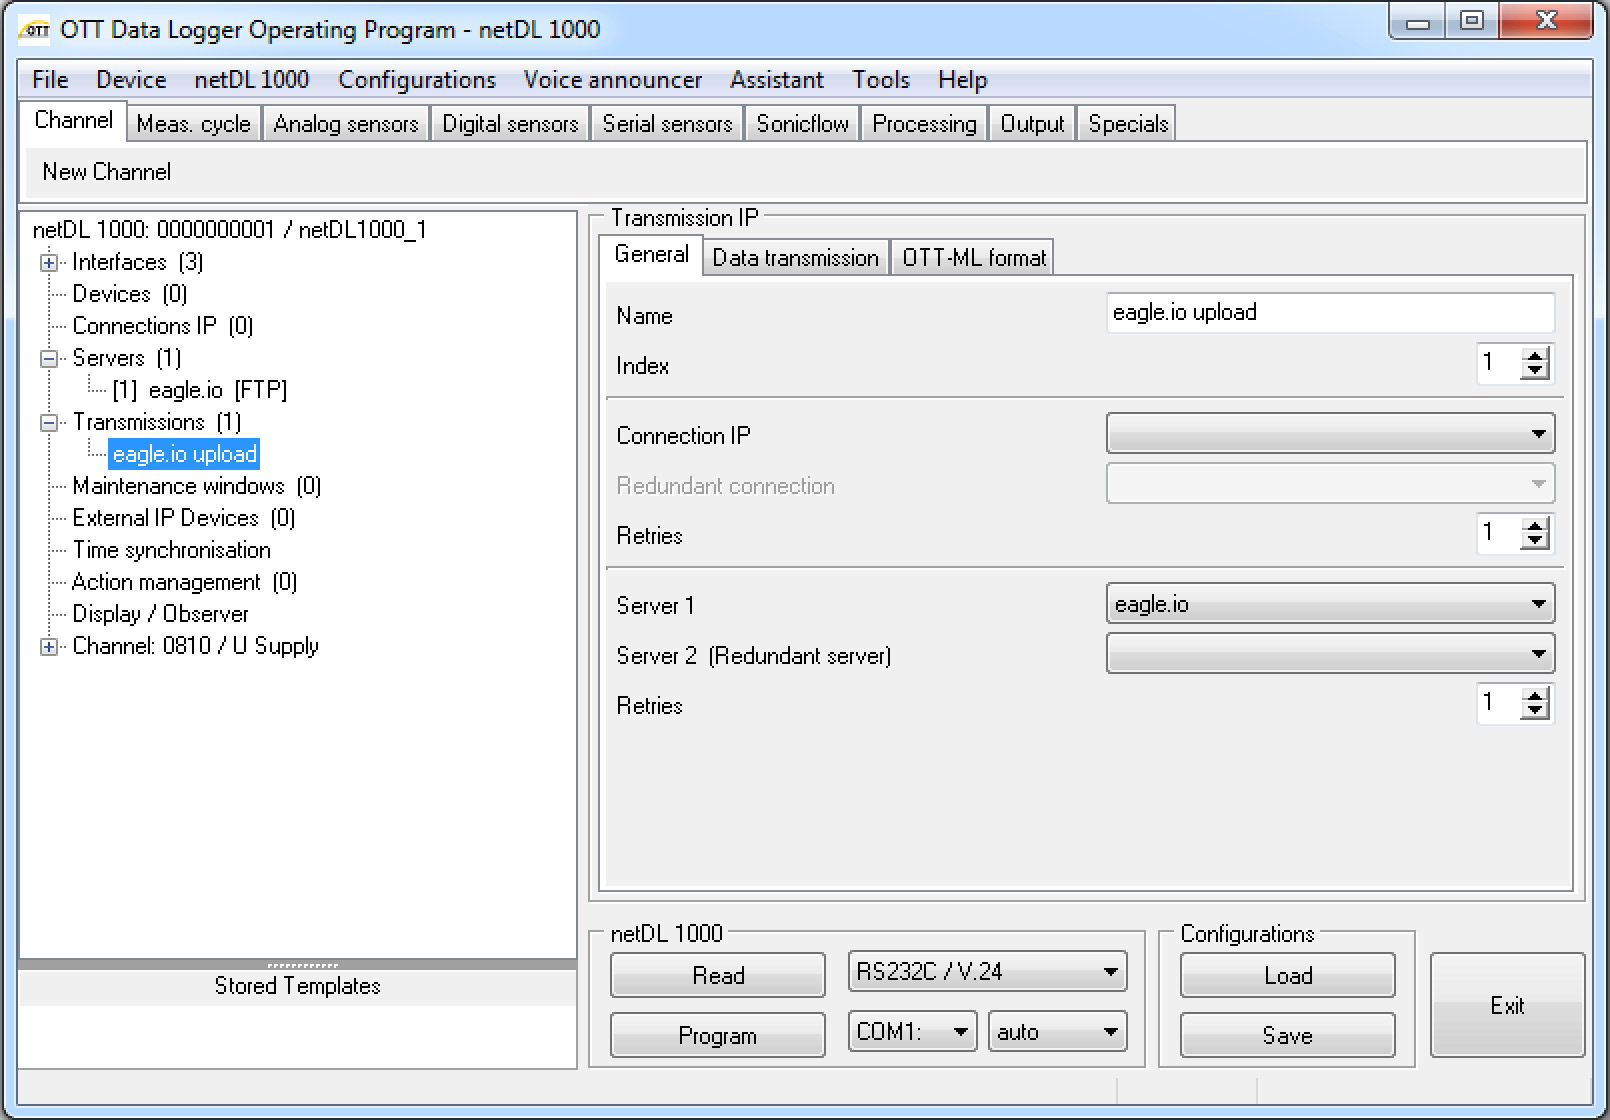 OTT OTT Data Logger Operating Program - netDL 1000
File Device netDL 1000 Configurations Voice announcer Assistant Tools Help
Channel Meas. cycle Analog sensors Digital sensors Serial sensors Sonicflow Processing Output Specials
New Channel
netDL 1000: 0000000001 / netDL1000_1
Interfaces (3)
Devices (0)
Connections IP (0)
Servers (1)
[1] eagle.io [FTP]
Transmissions (1)
eagle.io upload
Maintenance windows (0)
External IP Devices (0)
Time synchronisation
Action management (0)
Display / Observer
Channel: 0810 / U Supply
Stored Templates
Transmission IP
General Data transmission OTT-ML format
Name eagle.io upload
Index 1
Connection IP
Redundant connection
Retries 1
Server 1 eagle.io
Server 2 (Redundant server)
Retries 1
netDL 1000
Read RS232C / V.24
Program COM1: auto
Configurations
Load
Save
Exit